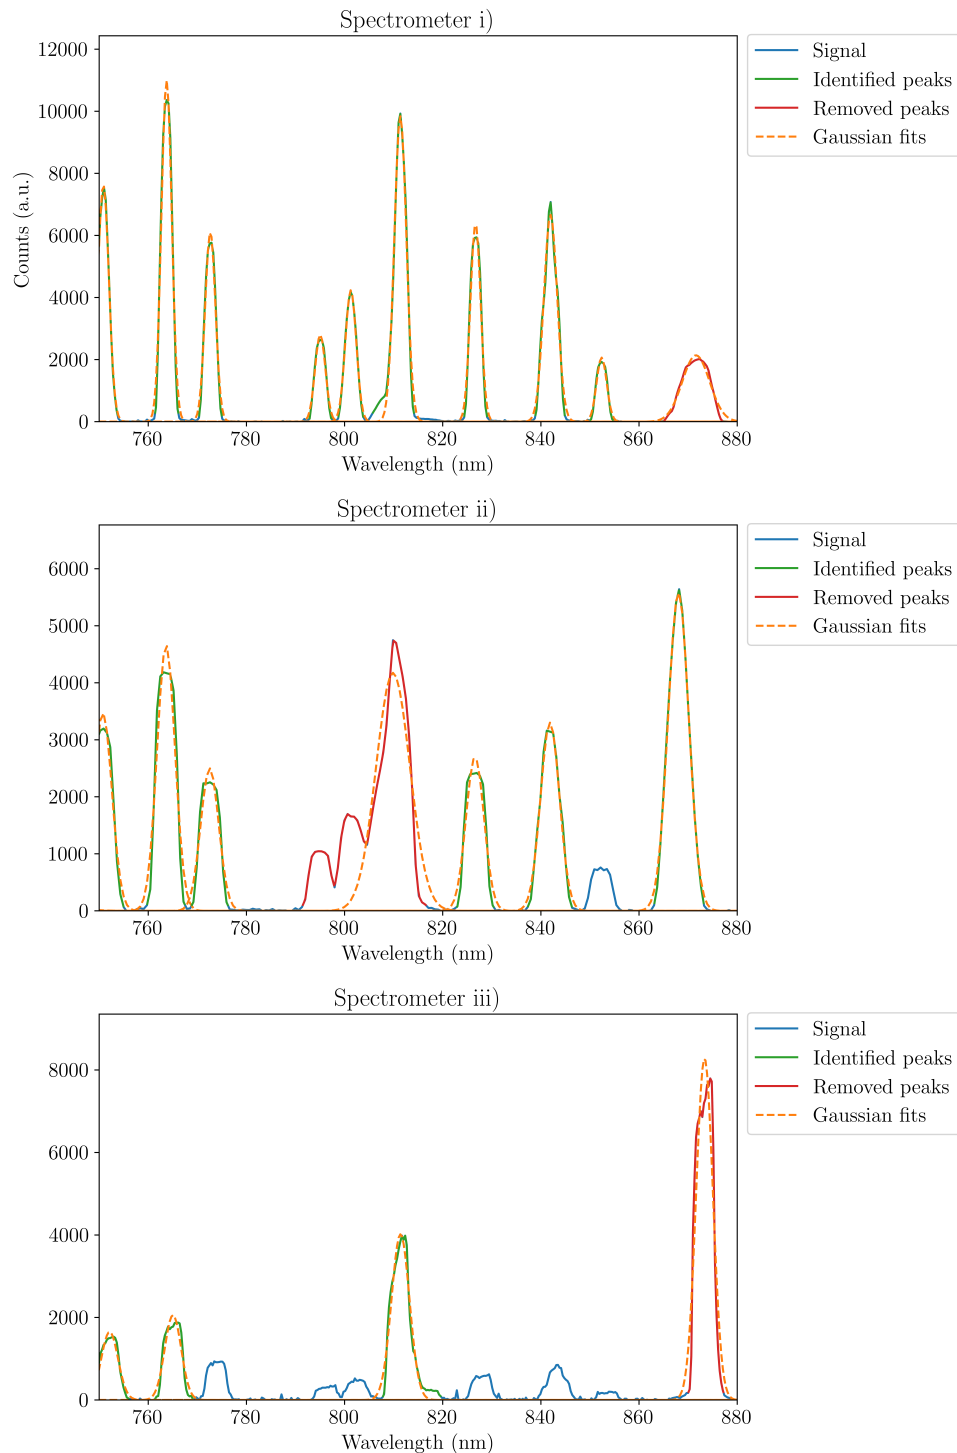 Spectrometer i)
12000
10000
8000
6000
4000
2000
0
Counts (a.u.)
760 780 800 820 840 860 880
Wavelength (nm)
Signal
Identified peaks
Removed peaks
Gaussian fits
Spectrometer ii)
6000
5000
4000
3000
2000
1000
0
760 780 800 820 840 860 880
Wavelength (nm)
Signal
Identified peaks
Removed peaks
Gaussian fits
Spectrometer iii)
8000
6000
4000
2000
0
760 780 800 820 840 860 880
Wavelength (nm)
Signal
Identified peaks
Removed peaks
Gaussian fits